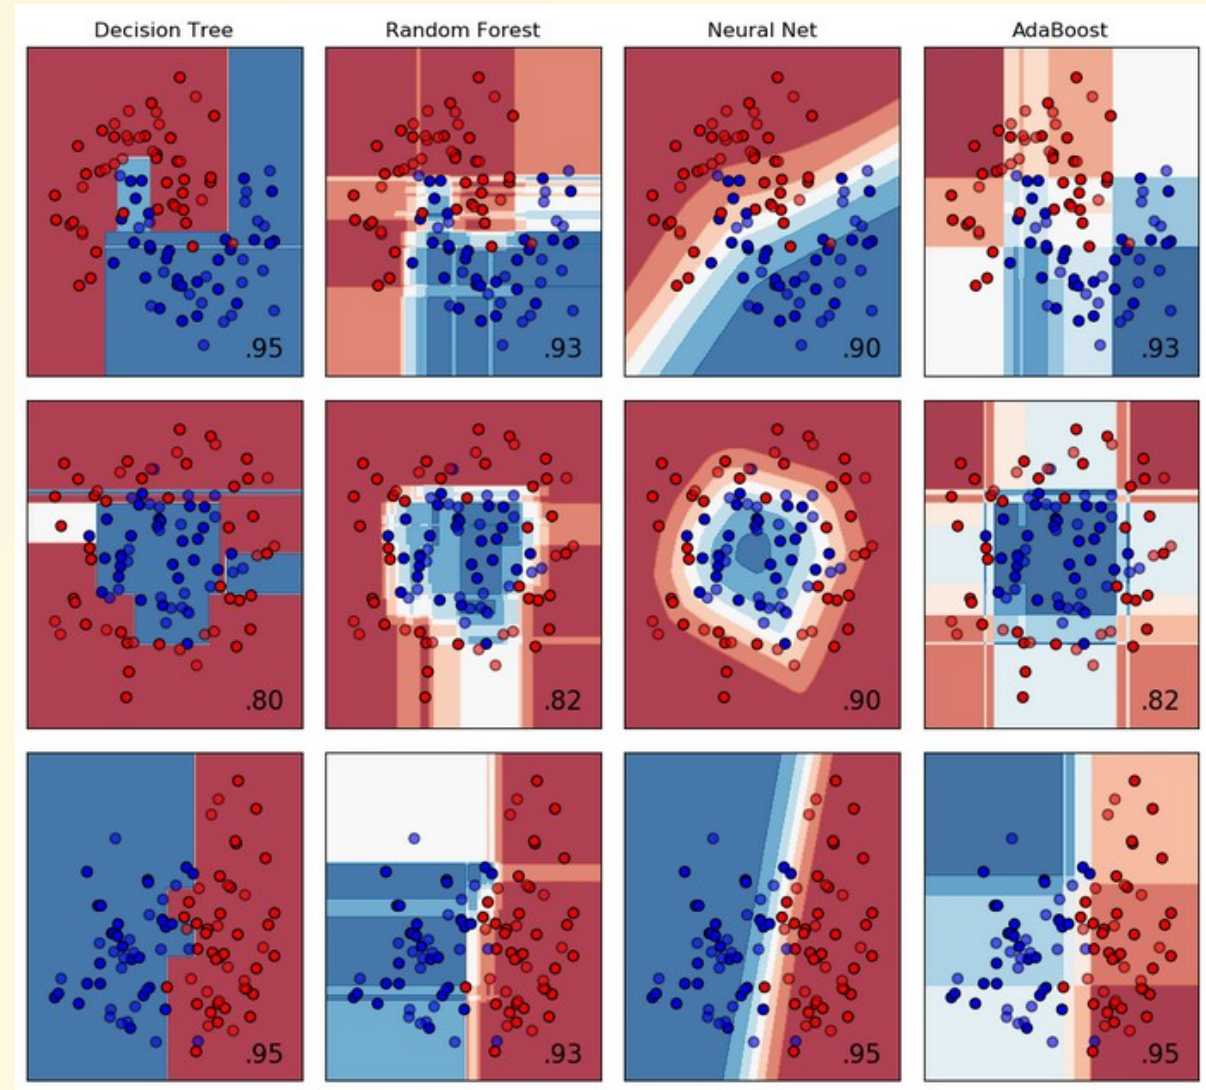 Decision Tree Random Forest Neural Net AdaBoost
.95 .93 .90 .93
.80 .82 .90 .82
.95 .93 .95 .95